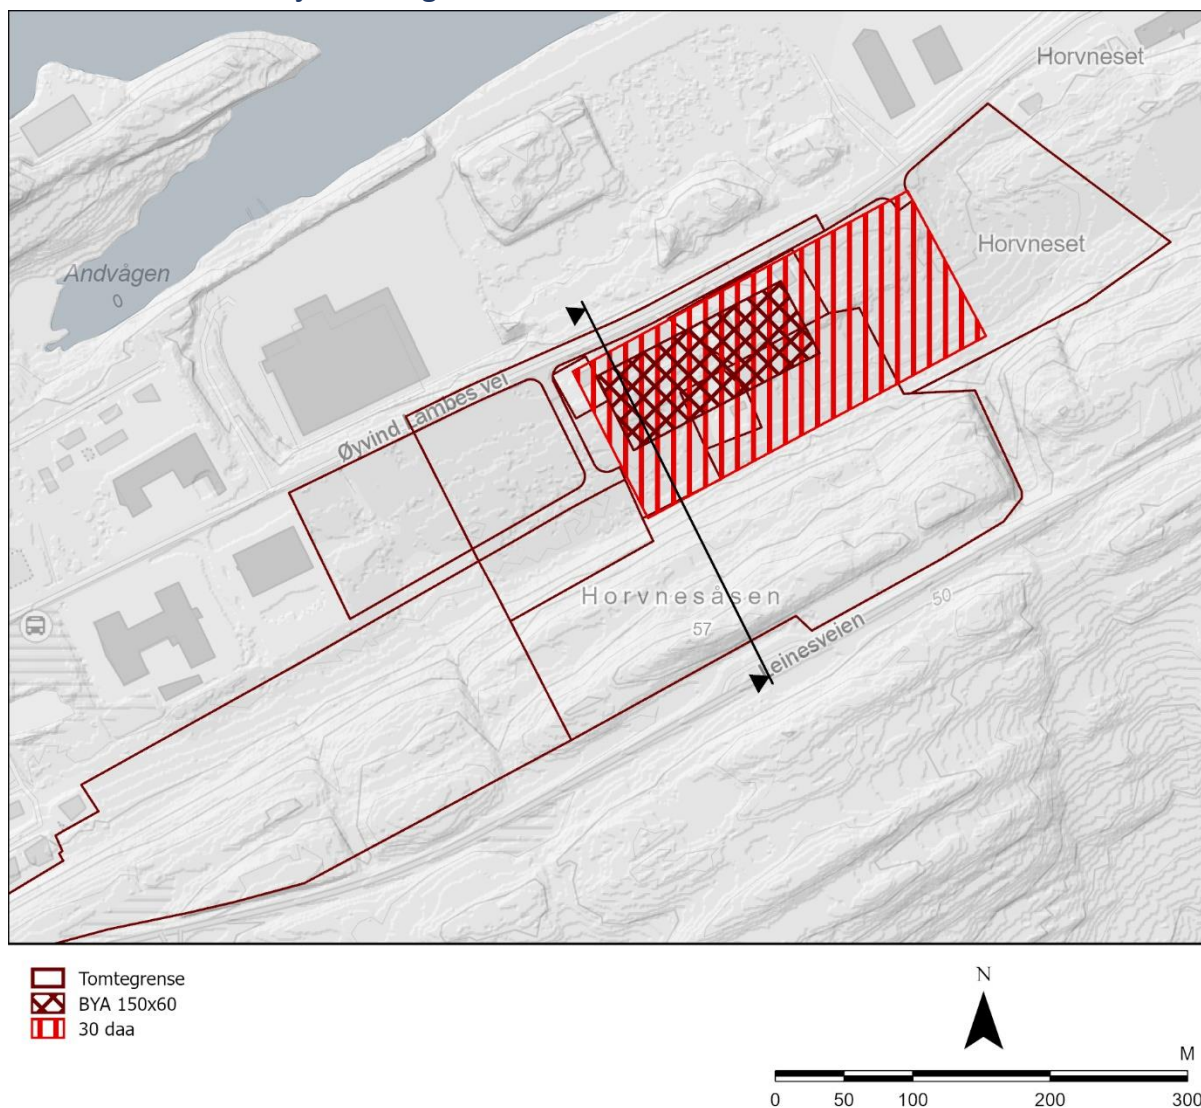 Horvneset
Horvneset
Andvågen
0
Øyvind Lambes vei
Horvnesåsen
57
50
Leinesveien
Tomtegrense
BYA 150x60
30 daa
N
M
0 50 100 200 300